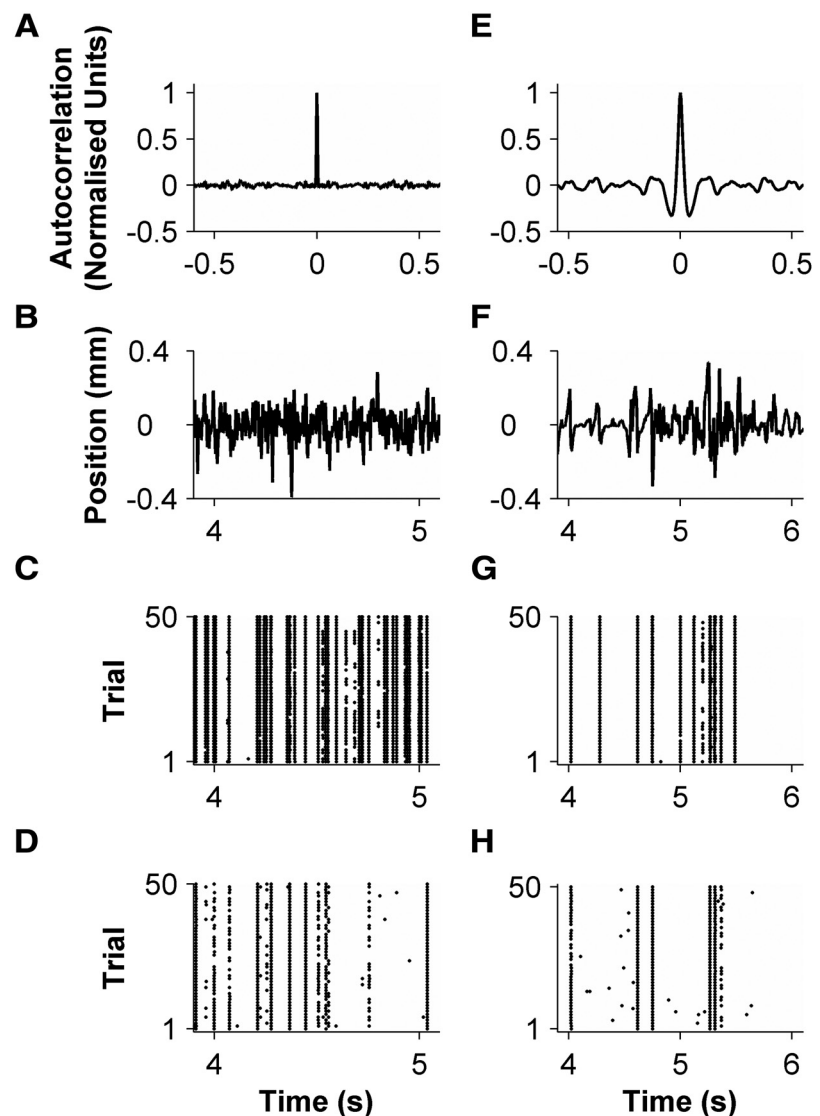 A
E
Autocorrelation
(Normalised Units)
1
0.5
0
-0.5
-0.5 0 0.5
1
0.5
0
-0.5
-0.5 0 0.5
B
F
Position (mm)
0.4
0
-0.4
4 5
0.4
0
-0.4
4 5 6
C
G
Trial
50
1
4 5
50
1
4 5 6
D
H
Trial
50
1
4 5
Time (s)
50
1
4 5 6
Time (s)